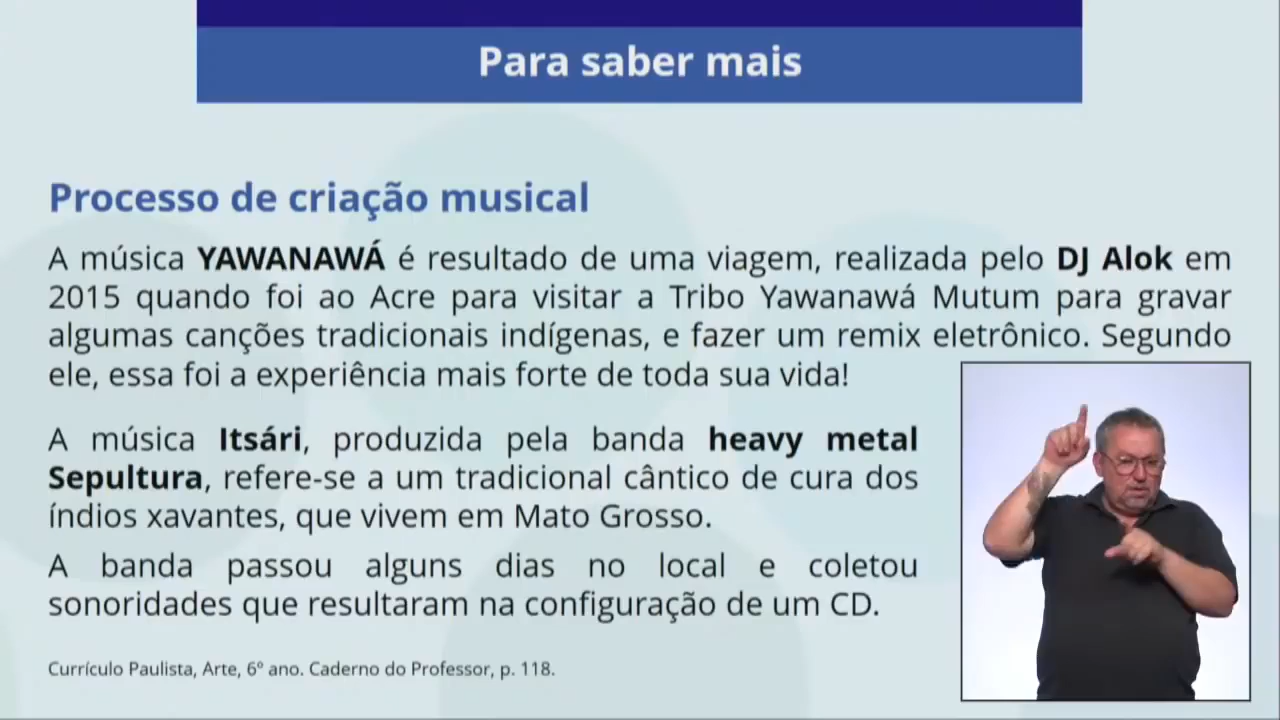 Para saber mais
Processo de criação musical
A música YAWANAWÁ é resultado de uma viagem, realizada pelo DJ Alok em
2015 quando foi ao Acre para visitar a Tribo Yawanawá Mutum para gravar
algumas canções tradicionais indígenas, e fazer um remix eletrônico. Segundo
ele, essa foi a experiência mais forte de toda sua vida!
A música Itsári, produzida pela banda heavy metal
Sepultura, refere-se a um tradicional cântico de cura dos
índios xavantes, que vivem em Mato Grosso.
A banda passou alguns dias no local e coletou
sonoridades que resultaram na configuração de um CD.
Currículo Paulista, Arte, 6º ano. Caderno do Professor, p. 118.